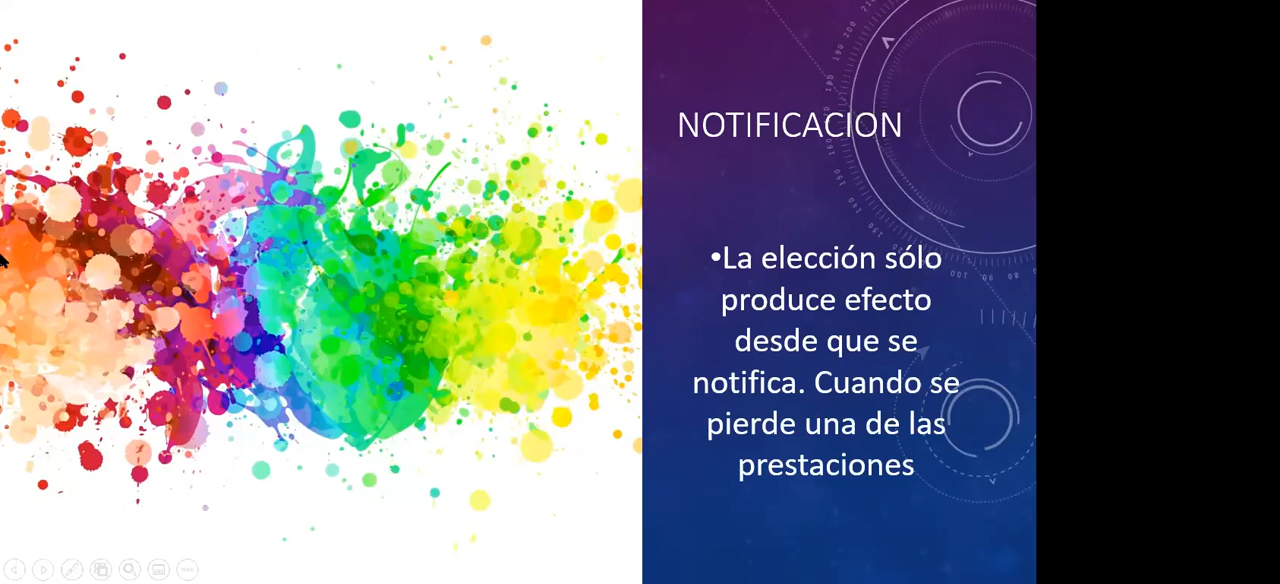 NOTIFICACION
•La elección sólo
produce efecto
desde que se
notifica. Cuando se
pierde una de las
prestaciones